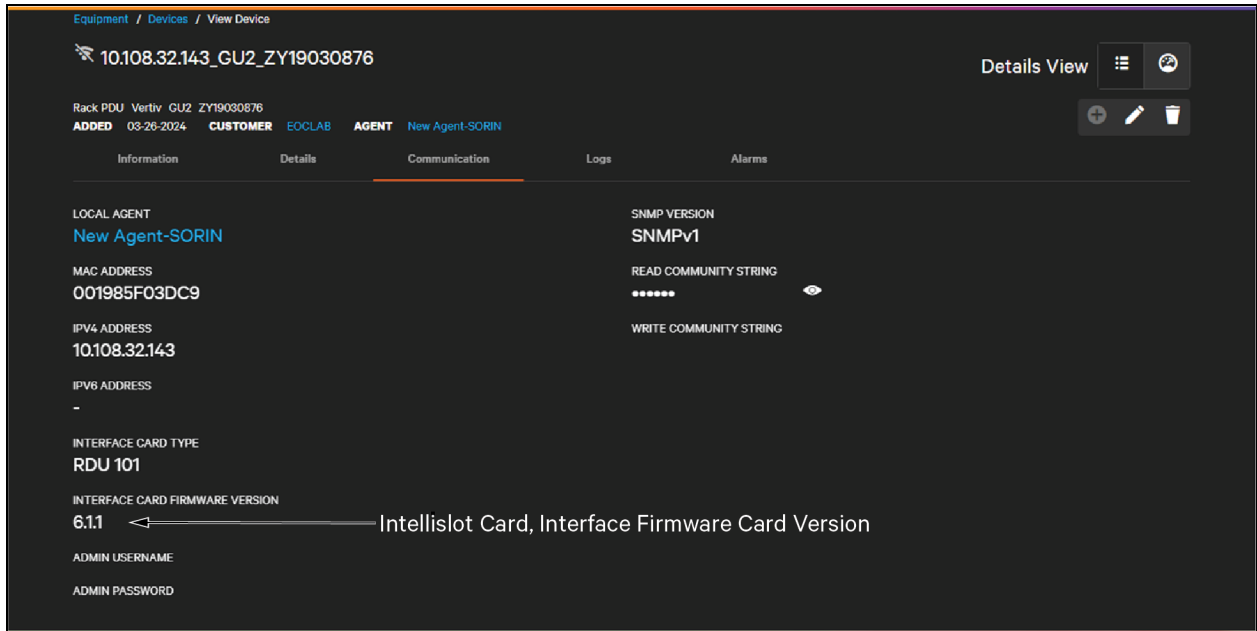 Equipment / Devices / View Device
10.108.32.143_GU2_ZY19030876
Details View
Rack PDU Vertiv GU2 ZY19030876
ADDED 03-26-2024 CUSTOMER EOCLAB AGENT New Agent-SORIN
Information Details Communication Logs Alarms
LOCAL AGENT
New Agent-SORIN
MAC ADDRESS
001985F03DC9
IPV4 ADDRESS
10.108.32.143
IPV6 ADDRESS
-
INTERFACE CARD TYPE
RDU 101
INTERFACE CARD FIRMWARE VERSION
6.1.1
Intellislot Card, Interface Firmware Card Version
ADMIN USERNAME
ADMIN PASSWORD
SNMP VERSION
SNMPv1
READ COMMUNITY STRING
••••••
WRITE COMMUNITY STRING